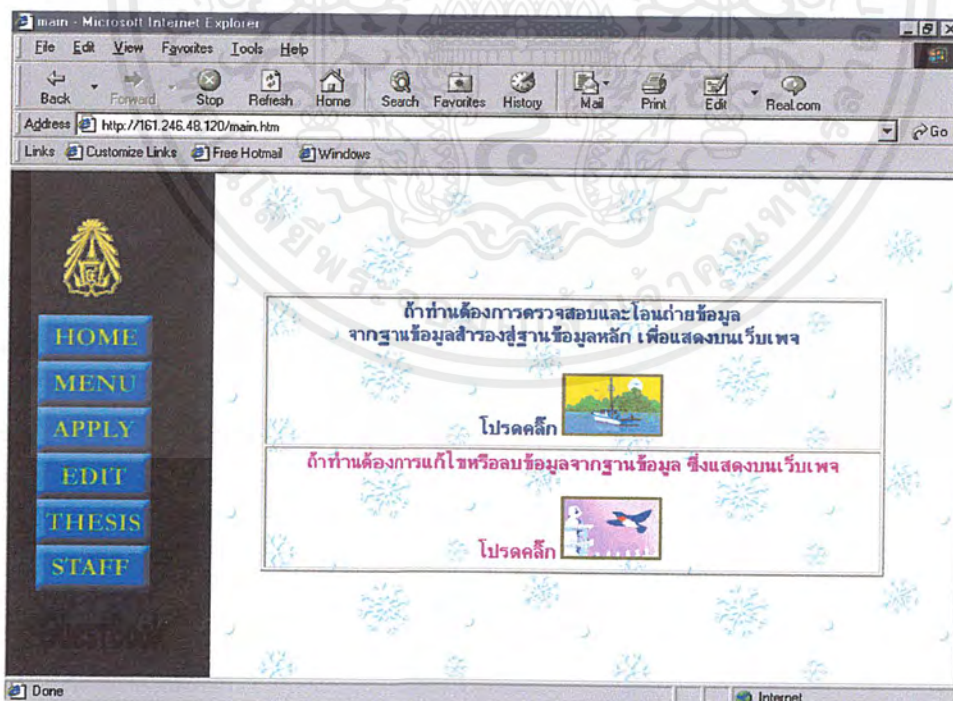 main - Microsoft Internet Explorer
File Edit View Favorites Tools Help
Back Forward Stop Refresh Home Search Favorites History Mail Print Edit Real.com
Address http://161.246.48.120/main.htm Go
Links Customize Links Free Hotmail Windows
HOME
MENU
APPLY
EDIT
THESIS
STAFF
GUESTBOOK
ถ้าท่านต้องการตรวจสอบและโอนถ่ายข้อมูล
จากฐานข้อมูลสำรองสู่ฐานข้อมูลหลัก เพื่อแสดงบนเว็บเพจ
โปรดคลิ๊ก
ถ้าท่านต้องการแก้ไขหรือลบข้อมูลจากฐานข้อมูล ซึ่งแสดงบนเว็บเพจ
โปรดคลิ๊ก
Done Internet